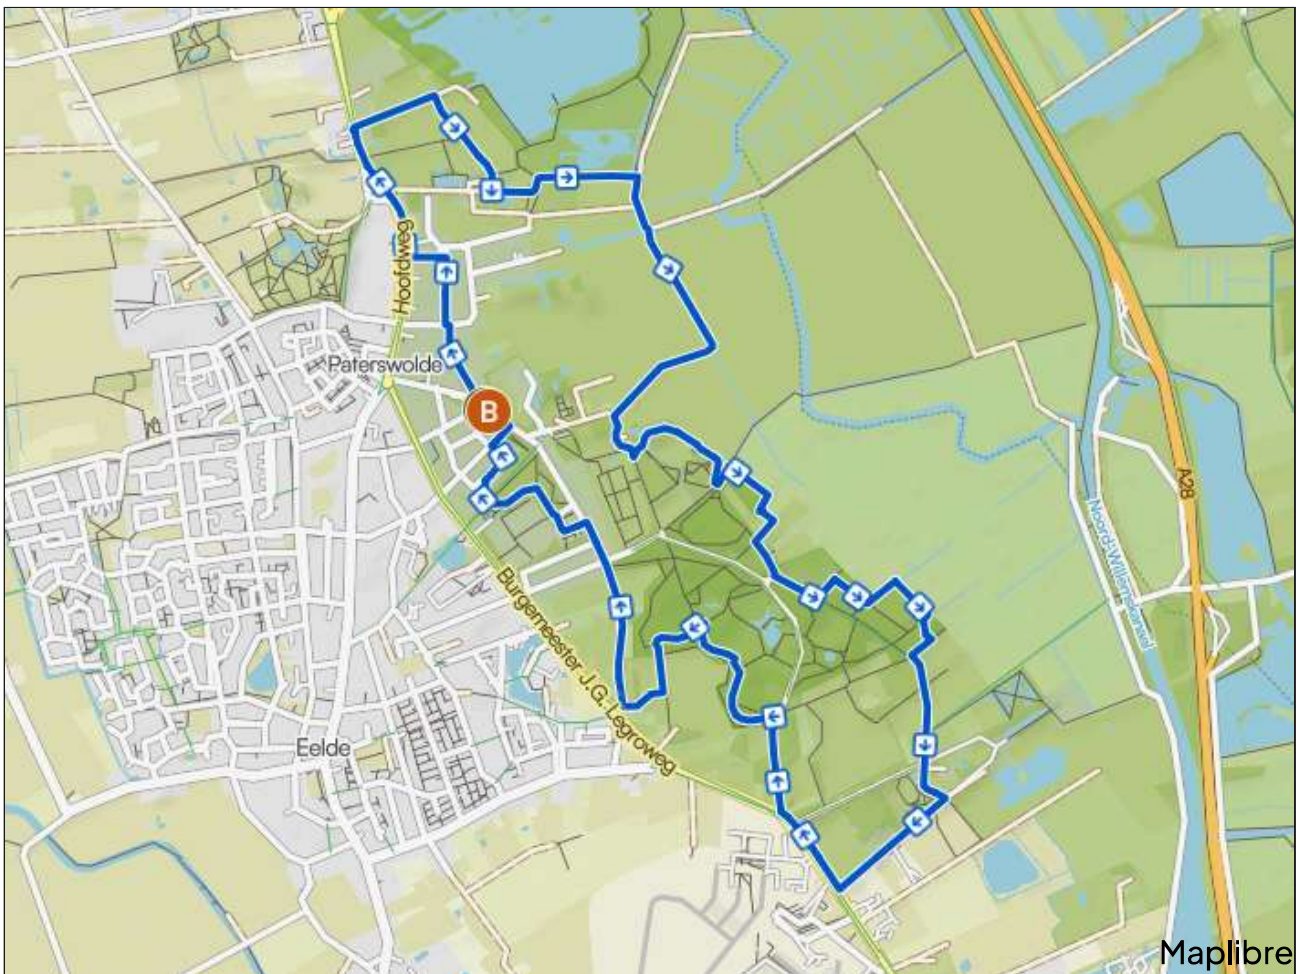 Hoofdweg
Paterswolde
B
A28
Noord-Willemskanaal
Burgemeester J.G. Legroweg
Eelde
Maplibre